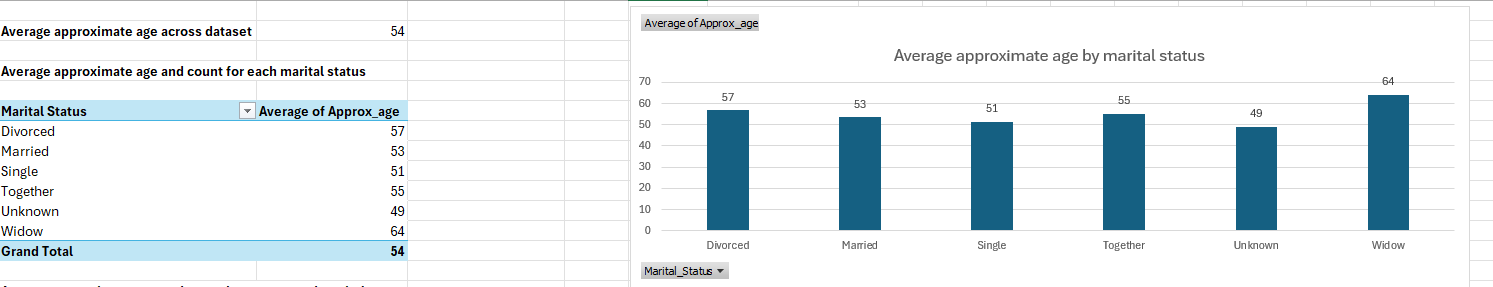 Average approximate age across dataset 54
Average approximate age and count for each marital status
Marital Status Average of Approx_age
Divorced 57
Married 53
Single 51
Together 55
Unknown 49
Widow 64
Grand Total 54
Average of Approx_age
Average approximate age by marital status
70
60
50
40
30
20
10
0
57
53
51
55
49
64
Divorced Married Single Together Unknown Widow
Marital_Status